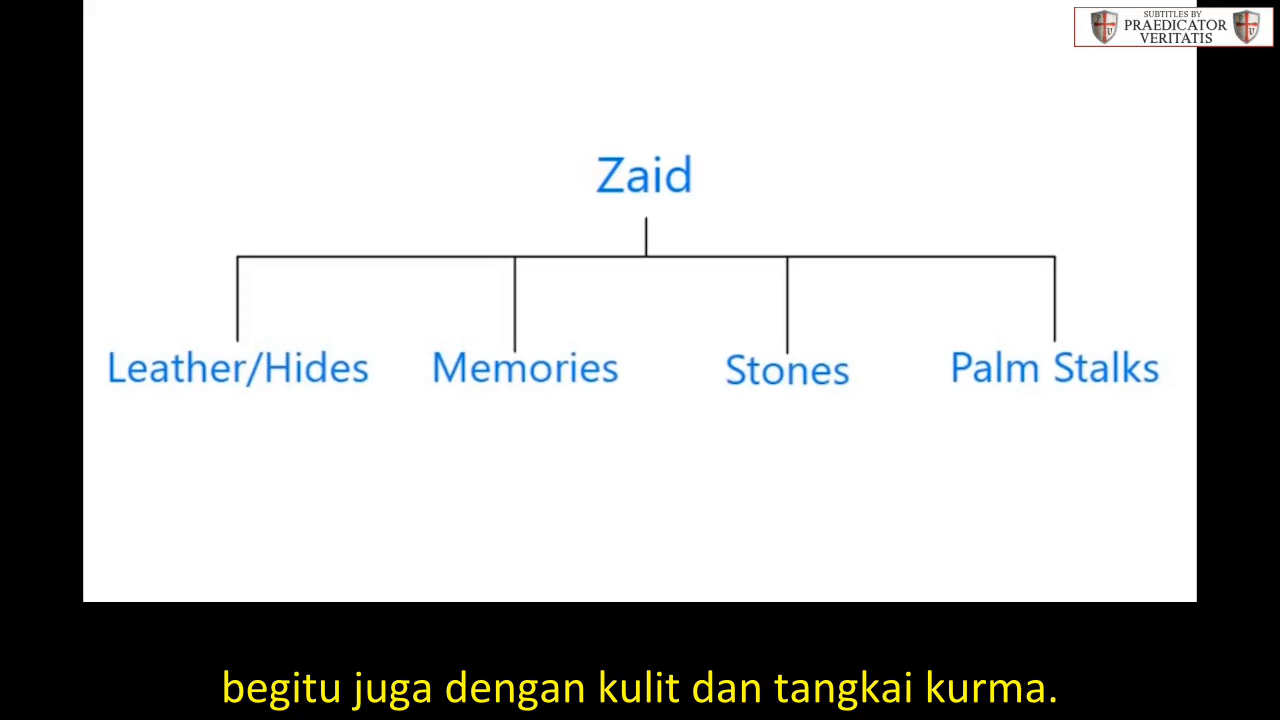 SUBTITLES BY
PRAEDICATOR
VERITATIS
Zaid
Leather/Hides Memories Stones Palm Stalks
begitu juga dengan kulit dan tangkai kurma.